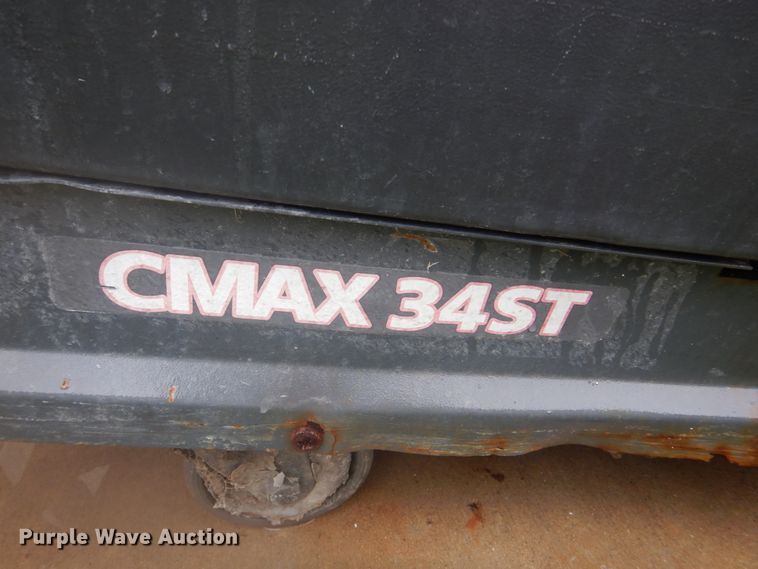 CMAX 34ST
Purple Wave Auction